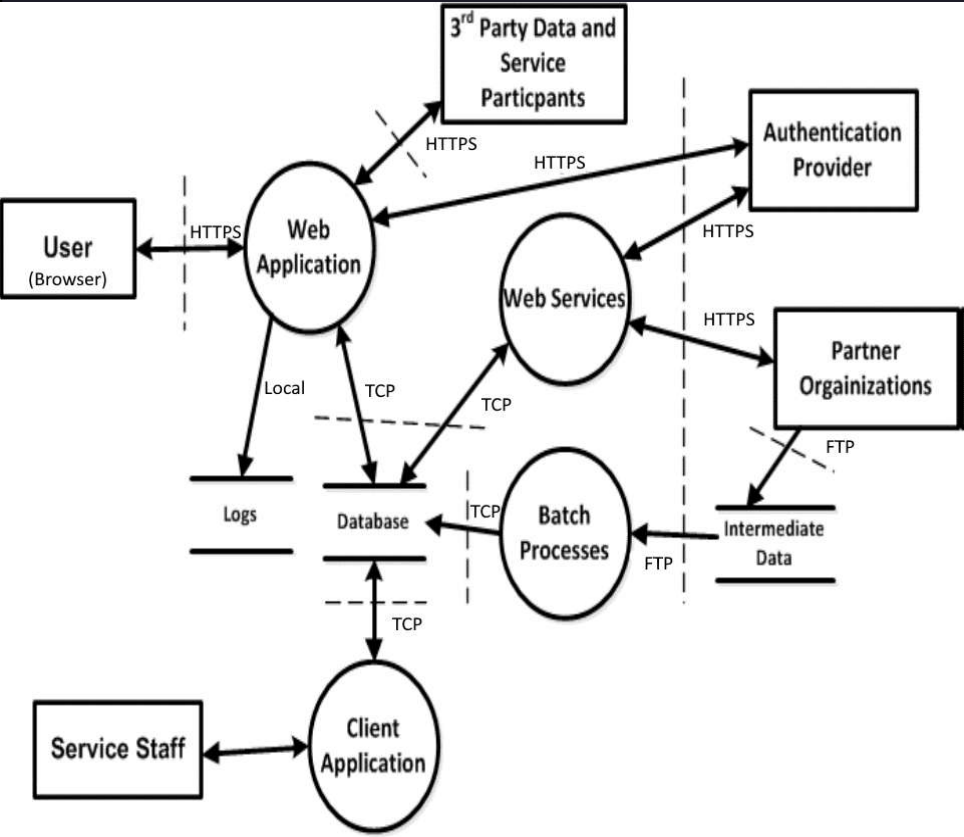 3rd Party Data and
Service
Particpants
HTTPS
Authentication
Provider
HTTPS
HTTPS
User
(Browser)
HTTPS
Web
Application
Web Services
HTTPS
Partner
Orgainizations
Local
TCP
TCP
FTP
Logs
Database
TCP
Batch
Processes
FTP
Intermediate
Data
TCP
Service Staff
Client
Application